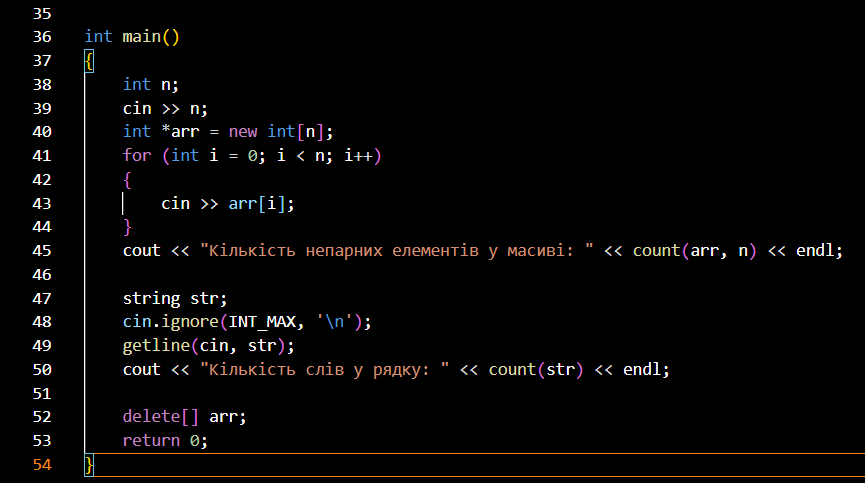 35
36 int main()
37 {
38     int n;
39     cin >> n;
40     int *arr = new int[n];
41     for (int i = 0; i < n; i++)
42     {
43         cin >> arr[i];
44     }
45     cout << "Кількість непарних елементів у масиві: " << count(arr, n) << endl;
46
47     string str;
48     cin.ignore(INT_MAX, '\n');
49     getline(cin, str);
50     cout << "Кількість слів у рядку: " << count(str) << endl;
51
52     delete[] arr;
53     return 0;
54 }